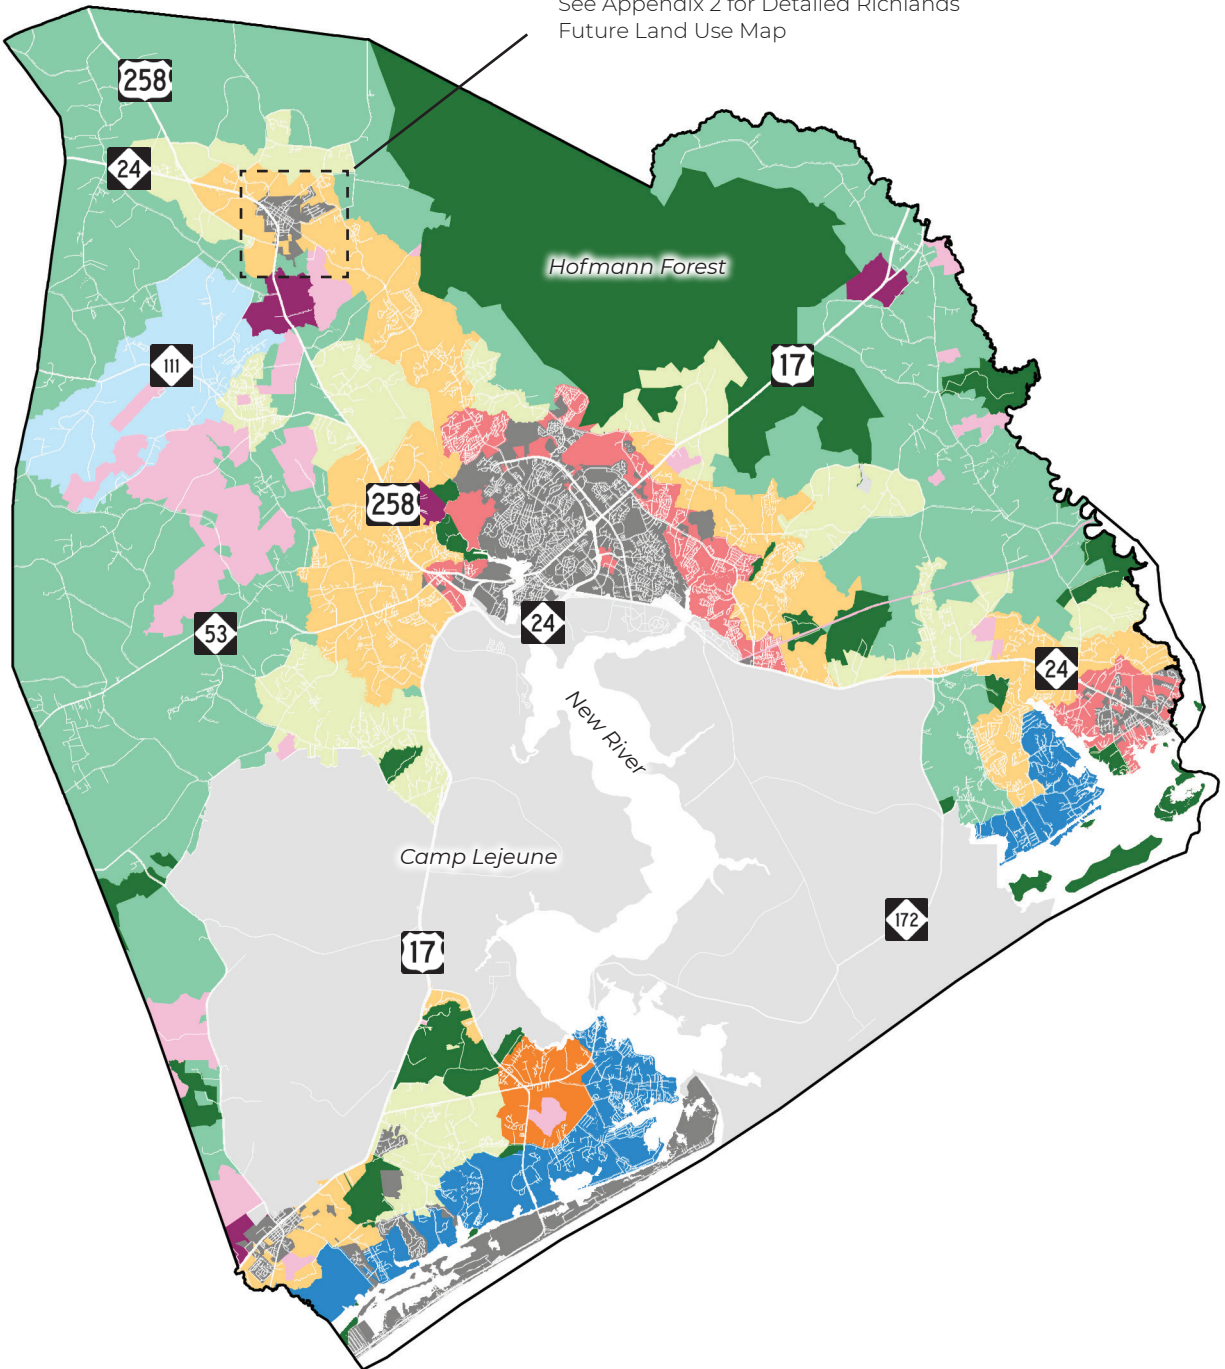 See Appendix 2 for Detailed Richlands
Future Land Use Map
258
24
Hofmann Forest
111
17
258
53
24
24
New River
Camp Lejeune
172
17